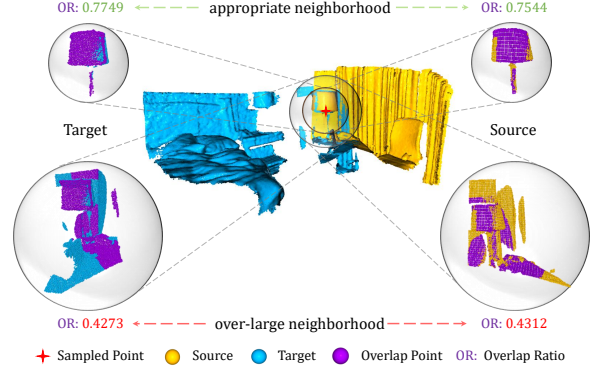 OR: 0.7749 appropriate neighborhood OR: 0.7544
Target Source
OR: 0.4273 over-large neighborhood OR: 0.4312
Sampled Point Source Target Overlap Point OR: Overlap Ratio